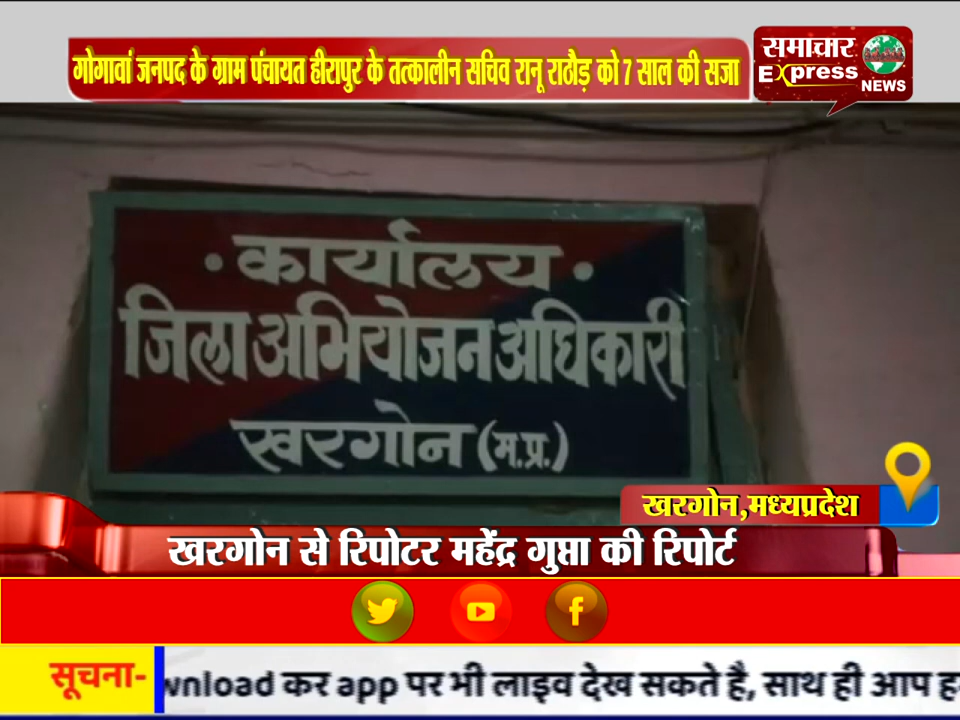 गोगावां जनपद के ग्राम पंचायत हीरापुर के तत्कालीन सचिव रानू राठौड़ को 7 साल की सजा
समाचार
Express
NEWS
• कार्यालय •
जिला अभियोजन अधिकारी
खरगोन (म.प्र.)
खरगोन,मध्यप्रदेश
खरगोन से रिपोटर महेंद्र गुप्ता की रिपोर्ट
सूचना- wnload कर app पर भी लाइव देख सकते है, साथ ही आप